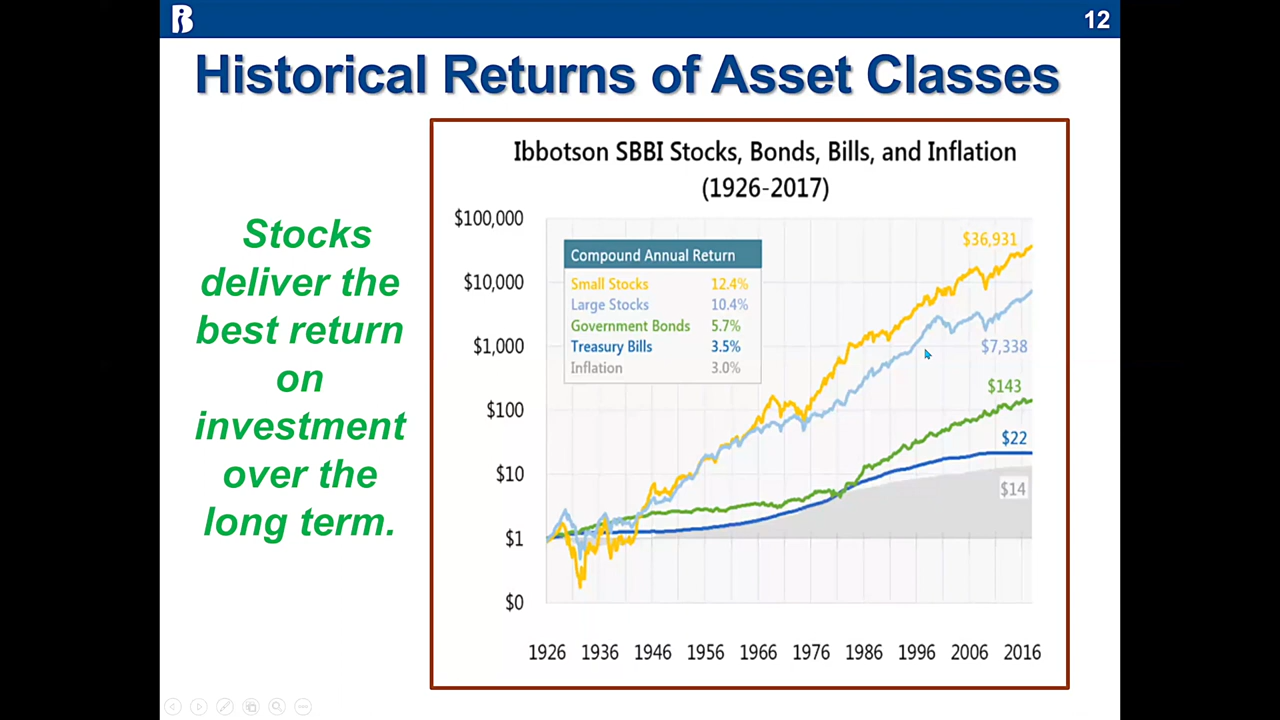 12
Historical Returns of Asset Classes
Stocks
deliver the
best return
on
investment
over the
long term.
Ibbotson SBBI Stocks, Bonds, Bills, and Inflation
(1926-2017)
$100,000
$10,000
$1,000
$100
$10
$1
$0
Compound Annual Return
Small Stocks 12.4%
Large Stocks 10.4%
Government Bonds 5.7%
Treasury Bills 3.5%
Inflation 3.0%
$36,931
$7,338
$143
$22
$14
1926 1936 1946 1956 1966 1976 1986 1996 2006 2016